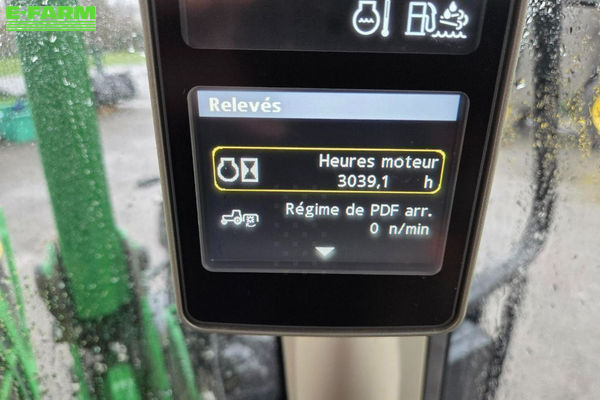 E-FARM
Relevés
Heures moteur
3039,1 h
Régime de PDF arr.
0 n/min